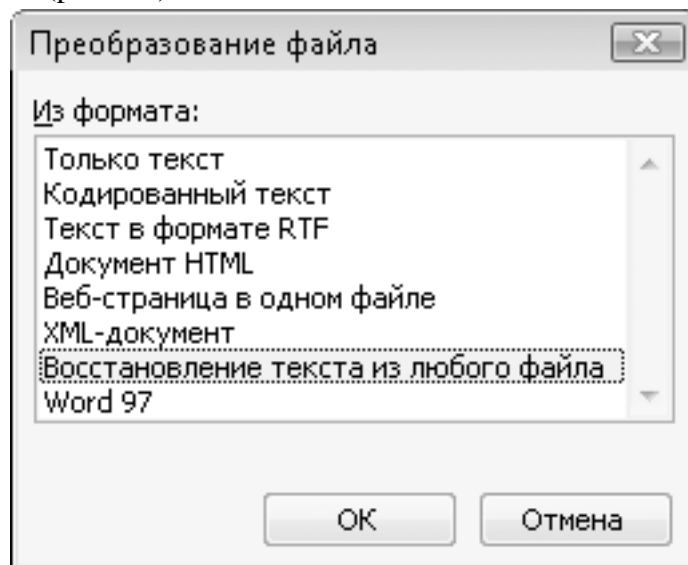 Преобразование файла
Из формата:
Только текст
Кодированный текст
Текст в формате RTF
Документ HTML
Веб-страница в одном файле
XML-документ
Восстановление текста из любого файла
Word 97
ОК
Отмена